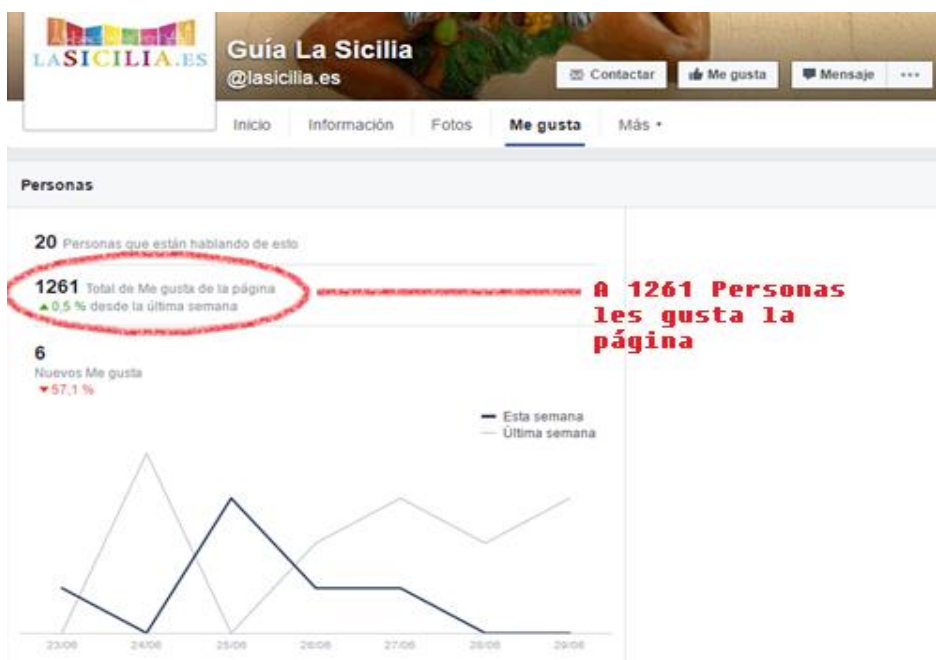 LASICILIA.ES
Guía La Sicilia
@lasicilia.es
Contactar
Me gusta
Mensaje
Inicio Información Fotos Me gusta Más
Personas
20 Personas que están hablando de esto
1261 Total de Me gusta de la página
0,5 % desde la última semana
A 1261 Personas
les gusta la
página
6
Nuevos Me gusta
57,1 %
Esta semana
Última semana
23/06 24/06 25/06 26/06 27/06 28/06 29/06